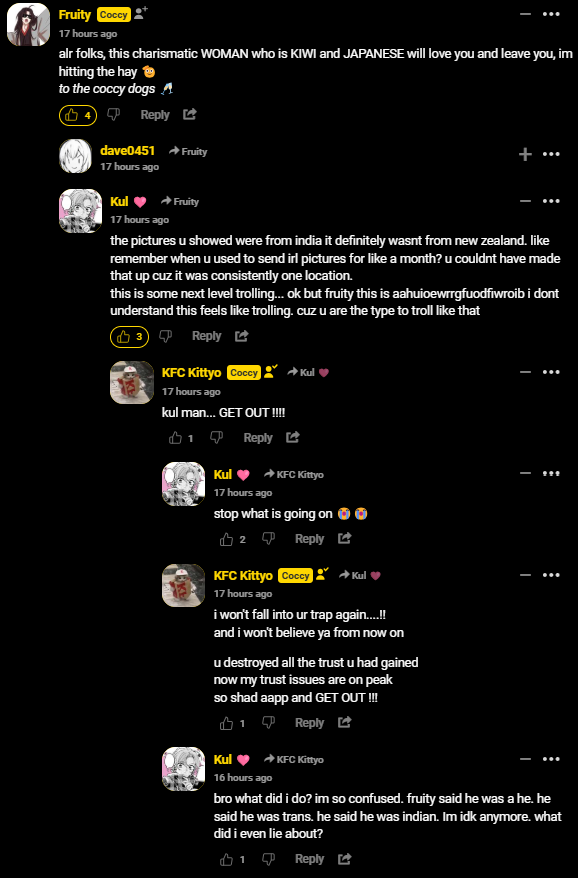 Fruity Coccy
17 hours ago
alr folks, this charismatic WOMAN who is KIWI and JAPANESE will love you and leave you, im
hitting the hay 🤠
to the coccy dogs 🥂
4 Reply
dave0451 Fruity
17 hours ago
Kul 💗 Fruity
17 hours ago
the pictures u showed were from india it definitely wasnt from new zealand. like
remember when u used to send irl pictures for like a month? u couldnt have made
that up cuz it was consistently one location.
this is some next level trolling... ok but fruity this is aahuioewrrgfuodfiwroib i dont
understand this feels like trolling. cuz u are the type to troll like that
3 Reply
KFC Kittyo Coccy Kul 💗
17 hours ago
kul man... GET OUT !!!!
1 Reply
Kul 💗 KFC Kittyo
17 hours ago
stop what is going on 😭 😭
2 Reply
KFC Kittyo Coccy Kul 💗
17 hours ago
i won't fall into ur trap again....!!
and i won't believe ya from now on
u destroyed all the trust u had gained
now my trust issues are on peak
so shad aapp and GET OUT !!!
1 Reply
Kul 💗 KFC Kittyo
16 hours ago
bro what did i do? im so confused. fruity said he was a he. he
said he was trans. he said he was indian. Im idk anymore. what
did i even lie about?
1 Reply